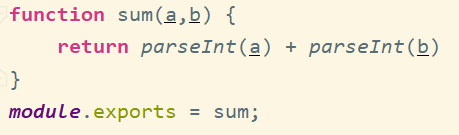 function sum(a,b) {
    return parseInt(a) + parseInt(b)
}
module.exports = sum;